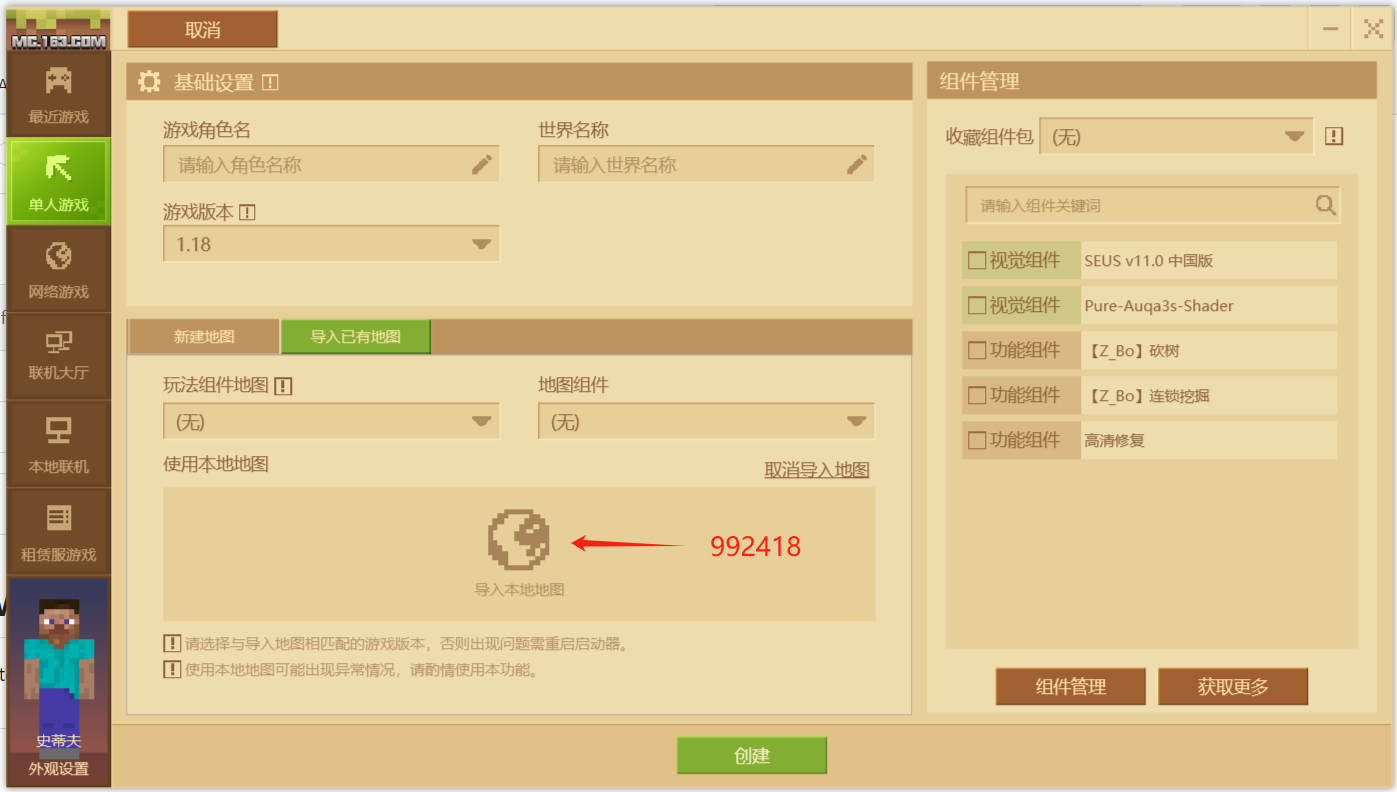 MC.163.COM
取消
最近游戏
单人游戏
网络游戏
联机大厅
本地联机
租赁服游戏
史蒂夫
外观设置
基础设置
游戏角色名
世界名称
请输入角色名称
请输入世界名称
游戏版本
1.18
新建地图
导入已有地图
玩法组件地图
地图组件
(无)
(无)
使用本地地图
取消导入地图
992418
导入本地地图
请选择与导入地图相匹配的游戏版本，否则出现问题需重启启动器。
使用本地地图可能出现异常情况，请酌情使用本功能。
组件管理
收藏组件包
(无)
请输入组件关键词
视觉组件 SEUS v11.0 中国版
视觉组件 Pure-Auqa3s-Shader
功能组件 【Z_Bo】砍树
功能组件 【Z_Bo】连锁挖掘
功能组件 高清修复
组件管理
获取更多
创建